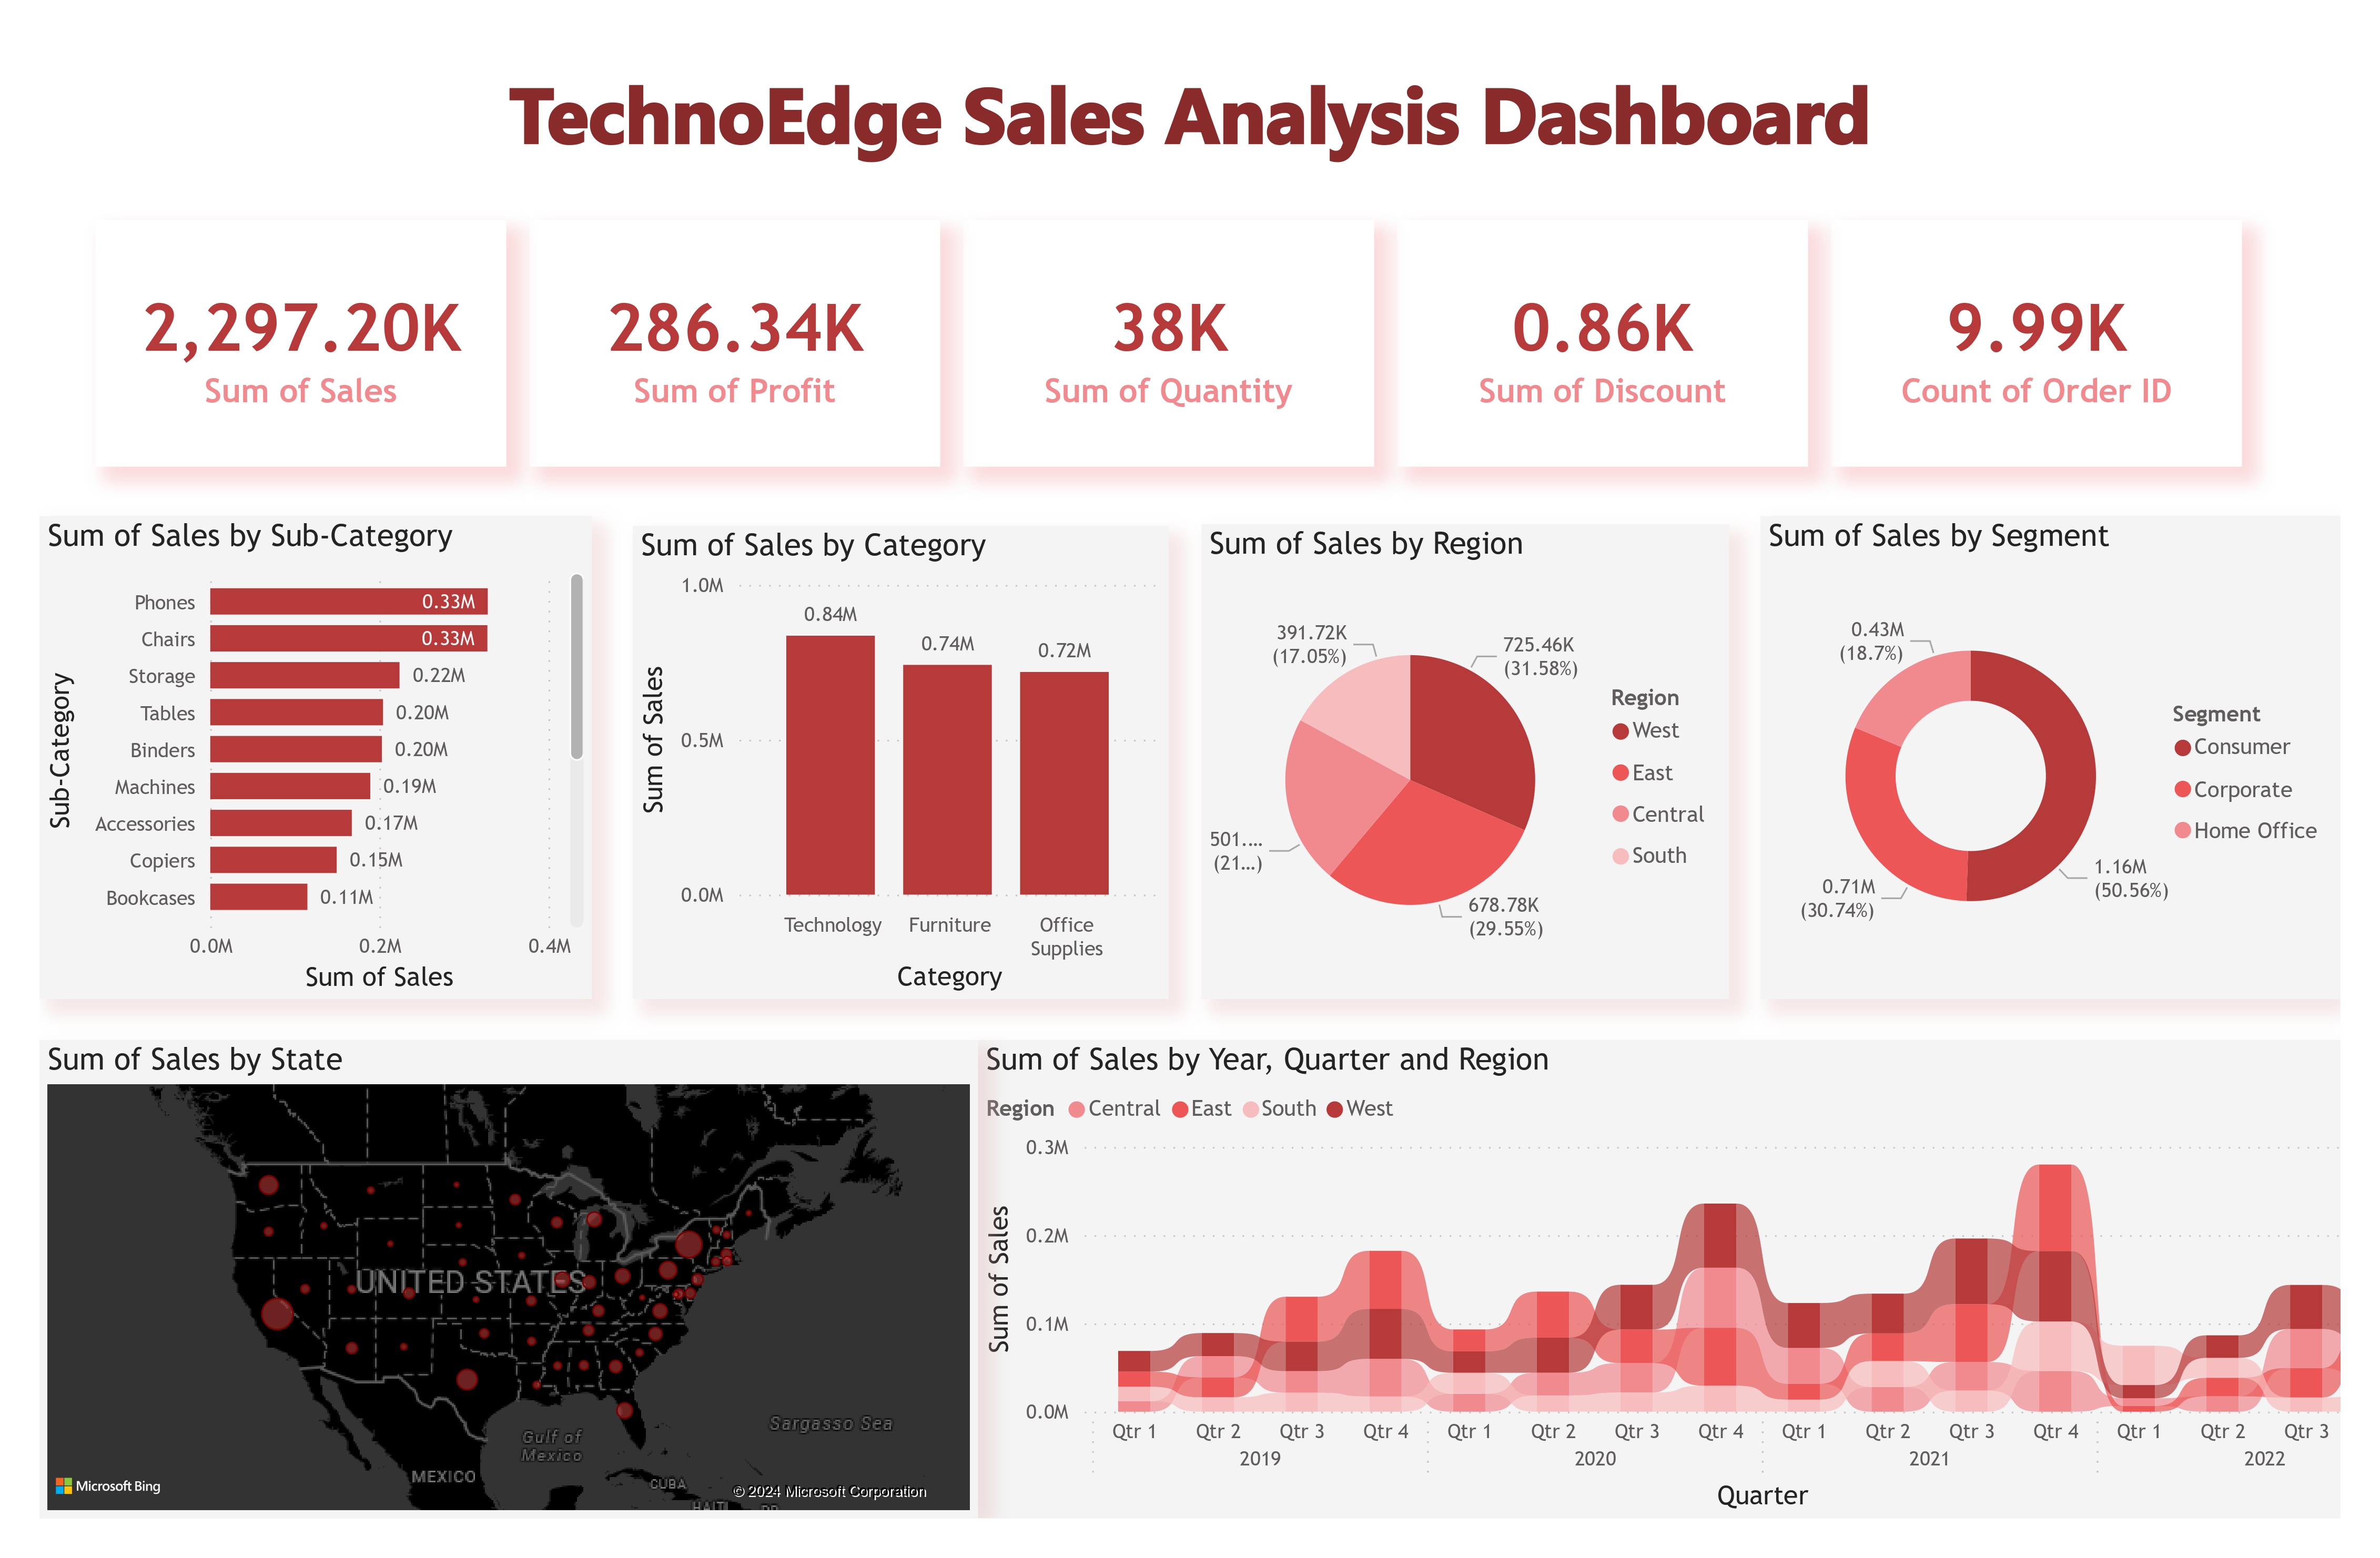 TechnoEdge Sales Analysis Dashboard
2,297.20K
Sum of Sales
286.34K
Sum of Profit
38K
Sum of Quantity
0.86K
Sum of Discount
9.99K
Count of Order ID
Sum of Sales by Sub-Category
Sub-Category
Phones 0.33M
Chairs 0.33M
Storage 0.22M
Tables 0.20M
Binders 0.20M
Machines 0.19M
Accessories 0.17M
Copiers 0.15M
Bookcases 0.11M
0.0M 0.2M 0.4M
Sum of Sales
Sum of Sales by Category
Sum of Sales
1.0M
0.5M
0.0M
0.84M
0.74M
0.72M
Technology Furniture Office
Supplies
Category
Sum of Sales by Region
391.72K
(17.05%)
725.46K
(31.58%)
501.…
(21…)
678.78K
(29.55%)
Region
West
East
Central
South
Sum of Sales by Segment
0.43M
(18.7%)
0.71M
(30.74%)
1.16M
(50.56%)
Segment
Consumer
Corporate
Home Office
Sum of Sales by State
UNITED STATES
Sargasso Sea
Gulf of
Mexico
MEXICO
CUBA
HAITI
PR
Microsoft Bing
© 2024 Microsoft Corporation
Sum of Sales by Year, Quarter and Region
Region Central East South West
Sum of Sales
0.3M
0.2M
0.1M
0.0M
Qtr 1 Qtr 2 Qtr 3 Qtr 4 Qtr 1 Qtr 2 Qtr 3 Qtr 4 Qtr 1 Qtr 2 Qtr 3 Qtr 4 Qtr 1 Qtr 2 Qtr 3
2019 2020 2021 2022
Quarter